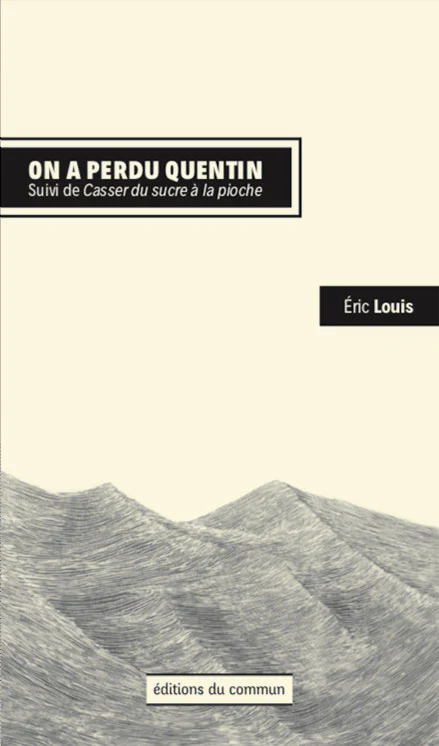 ON A PERDU QUENTIN
Suivi de Casser du sucre à la pioche
Éric Louis
éditions du commun